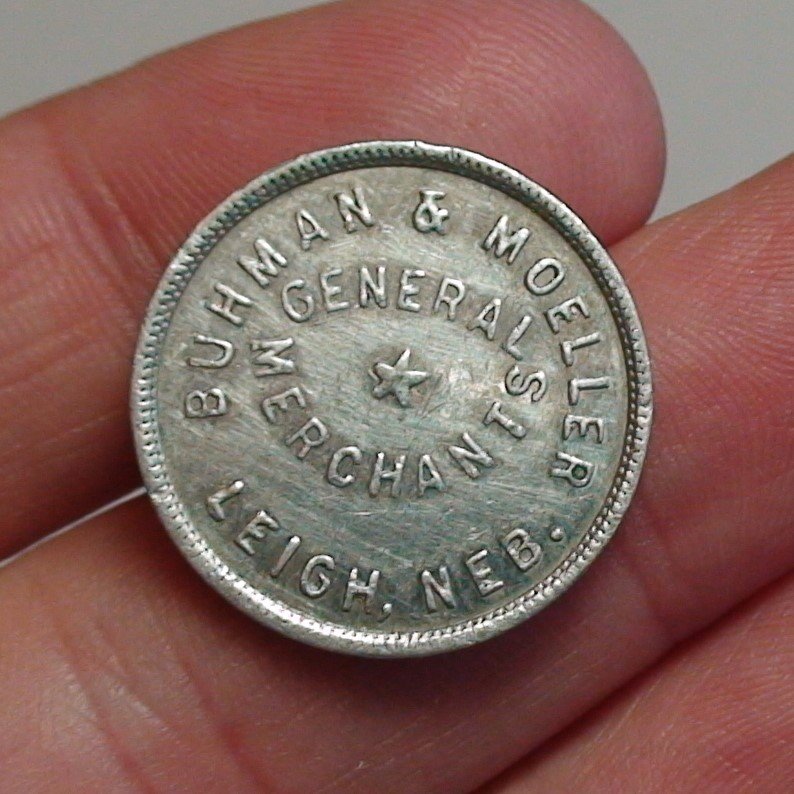 BUHMAN & MOELLER
GENERAL
MERCHANTS
LEIGH, NEB.